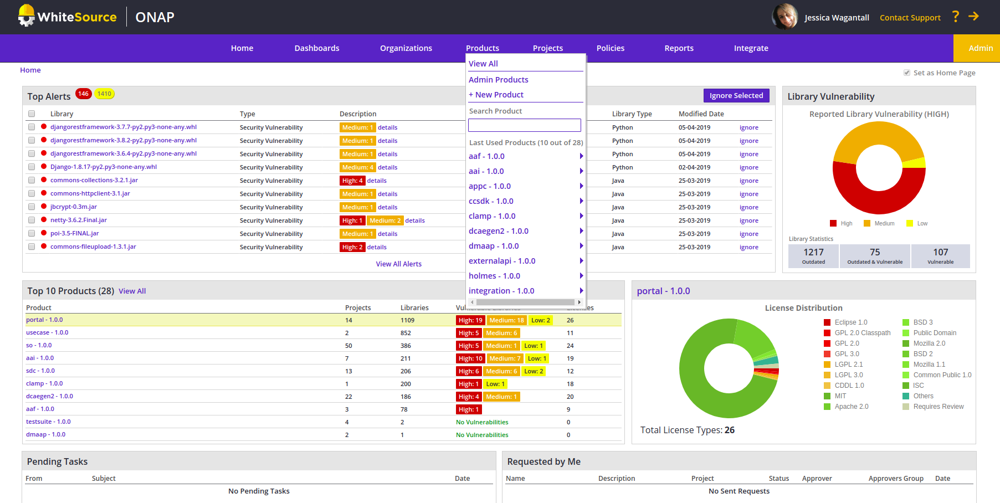 WhiteSource ONAP Jessica Wagantall Contact Support ?
Home Dashboards Organizations Products Projects Policies Reports Integrate Admin
Home Set as Home Page
Top Alerts 146 1410 Ignore Selected
Library Type Description Library Type Modified Date
djangorestframework-3.7.7-py2.py3-none-any.whl Security Vulnerability Medium: 1 details Python 05-04-2019 ignore
djangorestframework-3.8.2-py2.py3-none-any.whl Security Vulnerability Medium: 1 details Python 05-04-2019 ignore
djangorestframework-3.6.4-py2.py3-none-any.whl Security Vulnerability Medium: 1 details Python 05-04-2019 ignore
Django-1.8.17-py2.py3-none-any.whl Security Vulnerability Medium: 4 details Python 02-04-2019 ignore
commons-collections-3.2.1.jar Security Vulnerability High: 4 details Java 25-03-2019 ignore
commons-httpclient-3.1.jar Security Vulnerability Medium: 1 details Java 25-03-2019 ignore
jbcrypt-0.3m.jar Security Vulnerability Medium: 1 details Java 25-03-2019 ignore
netty-3.6.2.Final.jar Security Vulnerability High: 1 Medium: 2 details Java 25-03-2019 ignore
poi-3.5-FINAL.jar Security Vulnerability Medium: 1 details Java 25-03-2019 ignore
commons-fileupload-1.3.1.jar Security Vulnerability High: 2 details Java 25-03-2019 ignore
View All Alerts
View All
Admin Products
+ New Product
Search Product
Last Used Products (10 out of 28)
aaf - 1.0.0
aai - 1.0.0
appc - 1.0.0
ccsdk - 1.0.0
clamp - 1.0.0
dcaegen2 - 1.0.0
dmaap - 1.0.0
externalapi - 1.0.0
holmes - 1.0.0
integration - 1.0.0
Library Vulnerability
Reported Library Vulnerability (HIGH)
High Medium Low
Library Statistics
1217 75 107
Outdated Outdated & Vulnerable Vulnerable
Top 10 Products (28) View All
Product Projects Libraries
portal - 1.0.0 14 1109 High: 19 Medium: 18 Low: 2 26
usecase - 1.0.0 2 852 High: 5 Medium: 6 11
so - 1.0.0 50 386 High: 5 Medium: 1 Low: 1 24
aai - 1.0.0 7 211 High: 10 Medium: 7 Low: 1 19
sdc - 1.0.0 13 206 High: 6 Medium: 6 Low: 2 12
clamp - 1.0.0 1 200 High: 1 Low: 1 18
dcaegen2 - 1.0.0 22 186 High: 4 Medium: 1 20
aaf - 1.0.0 3 78 High: 1 9
testsuite - 1.0.0 4 2 No Vulnerabilities 0
dmaap - 1.0.0 2 1 No Vulnerabilities 0
portal - 1.0.0
License Distribution
Eclipse 1.0 BSD 3
GPL 2.0 Classpath Public Domain
GPL 2.0 Mozilla 2.0
GPL 3.0 BSD 2
LGPL 2.1 Mozilla 1.1
LGPL 3.0 Common Public 1.0
CDDL 1.0 ISC
MIT Others
Apache 2.0 Requires Review
Total License Types: 26
Pending Tasks
From Subject Date
No Pending Tasks
Requested by Me
Name Description Project Status Approver Approvers Group Date
No Sent Requests